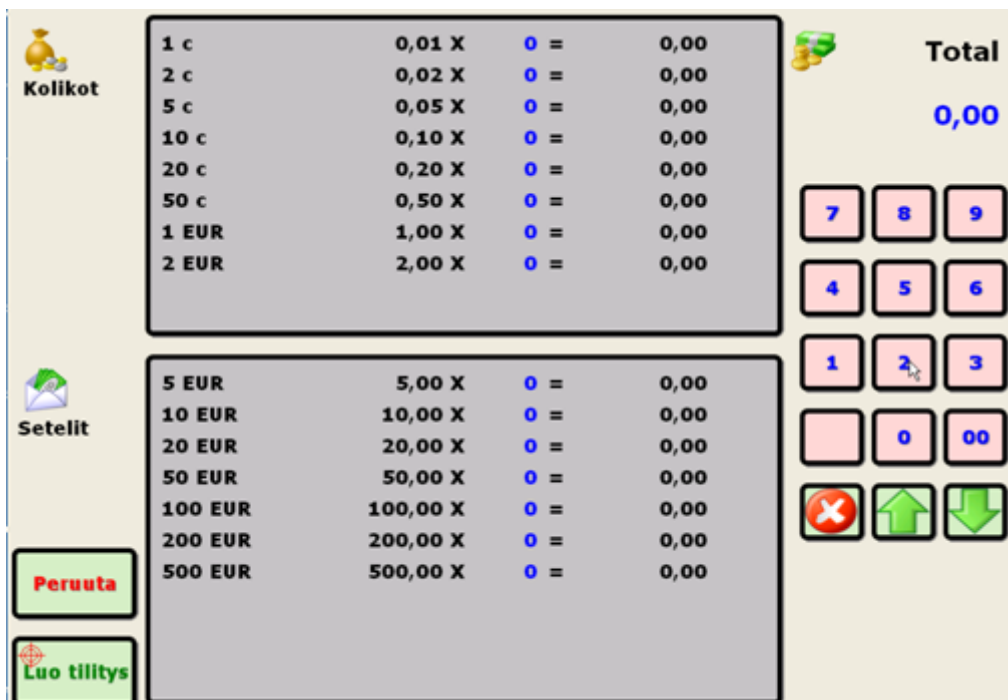 Kolikot
1 c 0,01 X 0 = 0,00
2 c 0,02 X 0 = 0,00
5 c 0,05 X 0 = 0,00
10 c 0,10 X 0 = 0,00
20 c 0,20 X 0 = 0,00
50 c 0,50 X 0 = 0,00
1 EUR 1,00 X 0 = 0,00
2 EUR 2,00 X 0 = 0,00
Setelit
5 EUR 5,00 X 0 = 0,00
10 EUR 10,00 X 0 = 0,00
20 EUR 20,00 X 0 = 0,00
50 EUR 50,00 X 0 = 0,00
100 EUR 100,00 X 0 = 0,00
200 EUR 200,00 X 0 = 0,00
500 EUR 500,00 X 0 = 0,00
Peruuta
Luo tilitys
Total
0,00
7 8 9
4 5 6
1 2 3
0 00